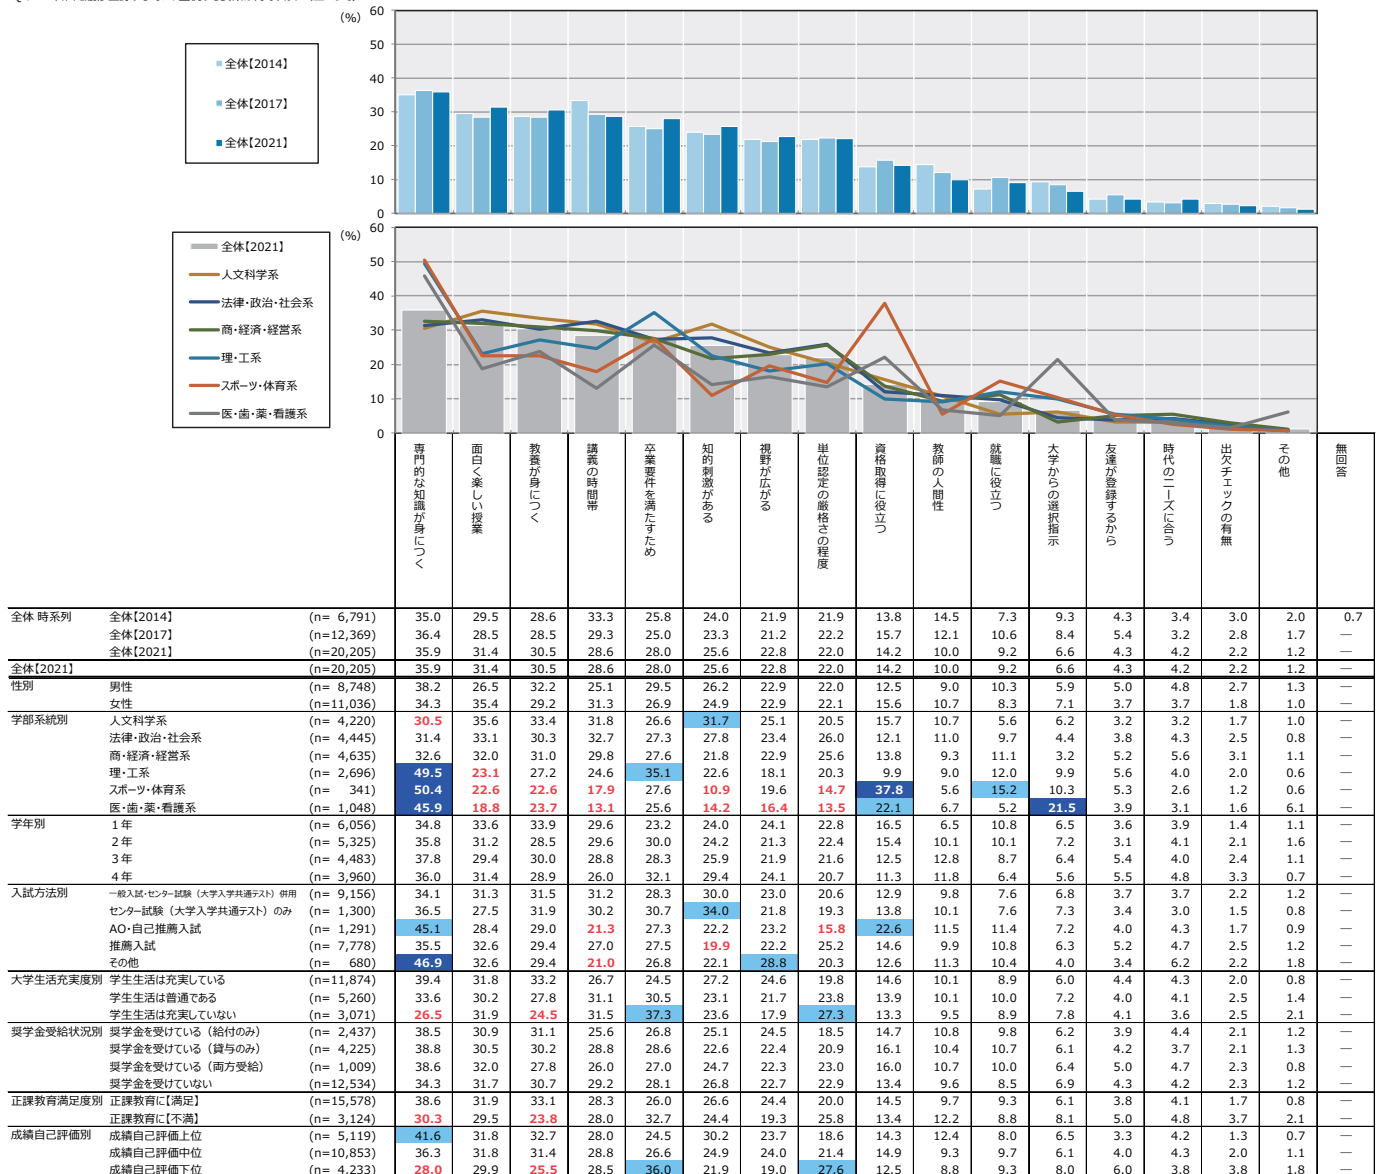 (%)
60
50
40
30
20
10
0
全体【2014】
全体【2017】
全体【2021】
(%)
60
50
40
30
20
10
0
全体【2021】
人文科学系
法律・政治・社会系
商・経済・経営系
理・工系
スポーツ・体育系
医・歯・薬・看護系
専門的な知識が身につく
面白く楽しい授業
教養が身につく
講義の時間帯
卒業要件を満たすため
知的刺激がある
視野が広がる
単位認定の厳格さの程度
資格取得に役立つ
教師の人間性
就職に役立つ
大学からの選択指示
友達が登録するから
時代のニーズに合う
出欠チェックの有無
その他
無回答
全体 時系列 全体【2014】 (n= 6,791) 35.0 29.5 28.6 33.3 25.8 24.0 21.9 21.9 13.8 14.5 7.3 9.3 4.3 3.4 3.0 2.0 0.7
全体【2017】 (n=12,369) 36.4 28.5 28.5 29.3 25.0 23.3 21.2 22.2 15.7 12.1 10.6 8.4 5.4 3.2 2.8 1.7 —
全体【2021】 (n=20,205) 35.9 31.4 30.5 28.6 28.0 25.6 22.8 22.0 14.2 10.0 9.2 6.6 4.3 4.2 2.2 1.2 —
全体【2021】 (n=20,205) 35.9 31.4 30.5 28.6 28.0 25.6 22.8 22.0 14.2 10.0 9.2 6.6 4.3 4.2 2.2 1.2 —
性別 男性 (n= 8,748) 38.2 26.5 32.2 25.1 29.5 26.2 22.9 22.0 12.5 9.0 10.3 5.9 5.0 4.8 2.7 1.3 —
女性 (n=11,036) 34.3 35.4 29.2 31.3 26.9 24.9 22.9 22.1 15.6 10.7 8.3 7.1 3.7 3.7 1.8 1.0 —
学部系統別 人文科学系 (n= 4,220) 30.5 35.6 33.4 31.8 26.6 31.7 25.1 20.5 15.7 10.7 5.6 6.2 3.2 3.2 1.7 1.0 —
法律・政治・社会系 (n= 4,445) 31.4 33.1 30.3 32.7 27.3 27.8 23.4 26.0 12.1 11.0 9.7 4.4 3.8 4.2 2.3 0.8 —
商・経済・経営系 (n= 4,635) 32.6 32.0 31.0 29.8 27.6 21.8 22.9 25.6 13.8 9.3 11.1 3.2 5.2 5.6 3.1 1.1 —
理・工系 (n= 2,696) 49.5 23.1 27.2 24.6 35.1 22.6 18.1 20.3 9.9 9.0 12.0 9.9 5.6 4.0 2.0 0.6 —
スポーツ・体育系 (n= 341) 50.4 22.6 22.6 17.9 27.6 10.9 19.6 14.7 37.8 5.6 15.2 10.3 5.3 2.6 1.2 0.6 —
医・歯・薬・看護系 (n= 1,048) 45.9 18.8 23.7 13.1 25.6 14.2 16.4 13.5 22.1 6.7 5.2 21.5 3.9 3.1 1.6 6.1 —
学年別 1年 (n= 6,056) 34.8 33.6 33.9 29.6 23.2 24.0 24.1 22.8 16.5 6.5 10.8 6.5 3.6 3.9 1.4 1.1 —
2年 (n= 5,325) 35.8 31.2 28.5 29.6 30.0 24.2 21.3 22.4 15.4 10.1 10.1 7.2 3.1 4.1 2.1 1.6 —
3年 (n= 4,483) 37.8 29.4 30.0 28.8 28.3 25.9 21.9 21.6 12.5 12.8 8.7 6.4 5.4 4.0 2.4 1.1 —
4年 (n= 3,960) 36.0 31.4 28.9 26.0 32.1 29.4 24.1 20.7 11.3 11.8 6.4 5.6 5.5 4.8 3.3 0.7 —
入試方法別 一般入試・センター試験（大学入学共通テスト）併用 (n= 9,156) 34.1 31.3 31.5 31.2 28.3 30.0 23.0 20.6 12.9 9.8 7.6 6.8 3.7 3.7 2.2 1.2 —
センター試験（大学入学共通テスト）のみ (n= 1,300) 36.5 27.5 31.9 30.2 30.7 34.0 21.8 19.3 13.8 10.1 7.6 7.3 3.4 3.0 1.5 0.8 —
AO・自己推薦入試 (n= 1,291) 45.1 28.4 29.0 21.3 27.3 22.2 23.2 15.8 22.6 11.5 11.4 7.2 4.0 4.3 1.7 0.9 —
推薦入試 (n= 7,778) 35.5 32.6 29.4 27.0 27.5 19.9 22.2 25.2 14.6 9.9 10.8 6.3 5.2 4.7 2.5 1.2 —
その他 (n= 680) 46.9 32.6 29.4 21.0 26.8 22.1 28.8 20.3 12.6 11.3 10.4 4.0 3.4 6.2 2.2 1.8 —
大学生活充実度別 学生生活は充実している (n=11,874) 39.4 31.8 33.2 26.7 24.5 27.2 24.6 19.8 14.6 10.1 8.9 6.0 4.4 4.3 2.0 0.8 —
学生生活は普通である (n= 5,260) 33.6 30.2 27.8 31.1 30.5 23.1 21.7 23.8 13.9 10.1 10.0 7.2 4.0 4.1 2.5 1.4 —
学生生活は充実していない (n= 3,071) 26.5 31.9 24.5 31.5 37.3 23.6 17.9 27.3 13.3 9.5 8.9 7.8 4.1 3.6 2.5 2.1 —
奨学金受給状況別 奨学金を受けている（給付のみ） (n= 2,437) 38.5 30.9 31.1 25.6 26.8 25.1 24.5 18.5 14.7 10.8 9.8 6.2 3.9 4.4 2.1 1.2 —
奨学金を受けている（貸与のみ） (n= 4,225) 38.8 30.5 30.2 28.8 28.6 22.6 22.4 20.9 16.1 10.4 10.7 6.1 4.2 3.7 2.1 1.3 —
奨学金を受けている（両方受給） (n= 1,009) 38.6 32.0 27.8 26.0 27.0 24.7 22.3 23.0 16.0 10.7 10.0 6.4 5.0 4.7 2.3 0.8 —
奨学金を受けていない (n=12,534) 34.3 31.7 30.7 29.2 28.1 26.8 22.7 22.9 13.4 9.6 8.5 6.9 4.3 4.2 2.3 1.2 —
正課教育満足度別 正課教育に【満足】 (n=15,578) 38.6 31.9 33.1 28.3 26.0 26.6 24.4 20.0 14.5 9.7 9.3 6.1 3.8 4.1 1.7 0.8 —
正課教育に【不満】 (n= 3,124) 30.3 29.5 23.8 28.0 32.7 24.4 19.3 25.8 13.4 12.2 8.8 8.1 5.0 4.8 3.7 2.1 —
成績自己評価別 成績自己評価上位 (n= 5,119) 41.6 31.8 32.7 28.0 24.5 30.2 23.7 18.6 14.3 12.4 8.0 6.5 3.3 4.2 1.3 0.7 —
成績自己評価中位 (n=10,853) 36.3 31.8 31.4 28.8 26.6 24.9 24.0 21.4 14.9 9.3 9.7 6.1 4.0 4.3 2.0 1.1 —
成績自己評価下位 (n= 4,233) 28.0 29.9 25.5 28.5 36.0 21.9 19.0 27.6 12.5 8.8 9.3 8.0 6.0 3.8 3.8 1.8 —